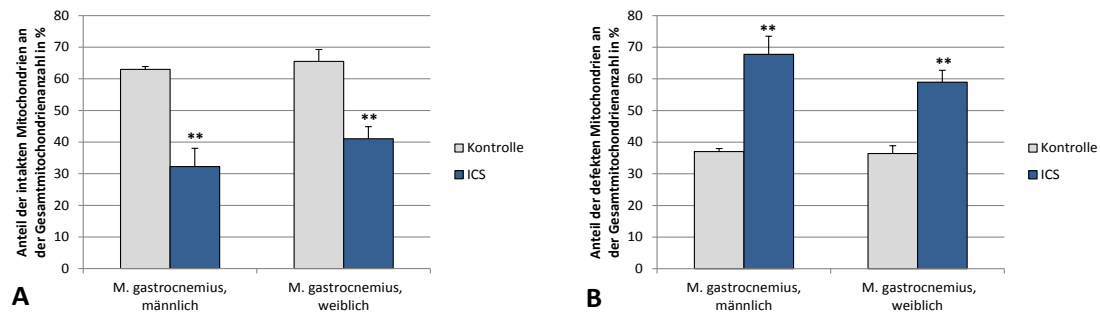 Anteil der intakten Mitochondrien an
der Gesamtmitochondrienanzahl in %
80
70
60
50
40
30
20
10
0
**
**
M. gastrocnemius,
männlich
M. gastrocnemius,
weiblich
Kontrolle
ICS
A
Anteil der defekten Mitochondrien an
der Gesamtmitochondrienanzahl in %
80
70
60
50
40
30
20
10
0
**
**
M. gastrocnemius,
männlich
M. gastrocnemius,
weiblich
Kontrolle
ICS
B